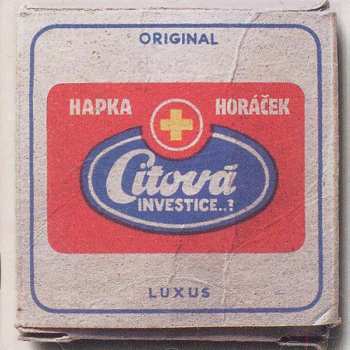 ORIGINAL
HAPKA HORÁČEK
Citová
INVESTICE..?
LUXUS